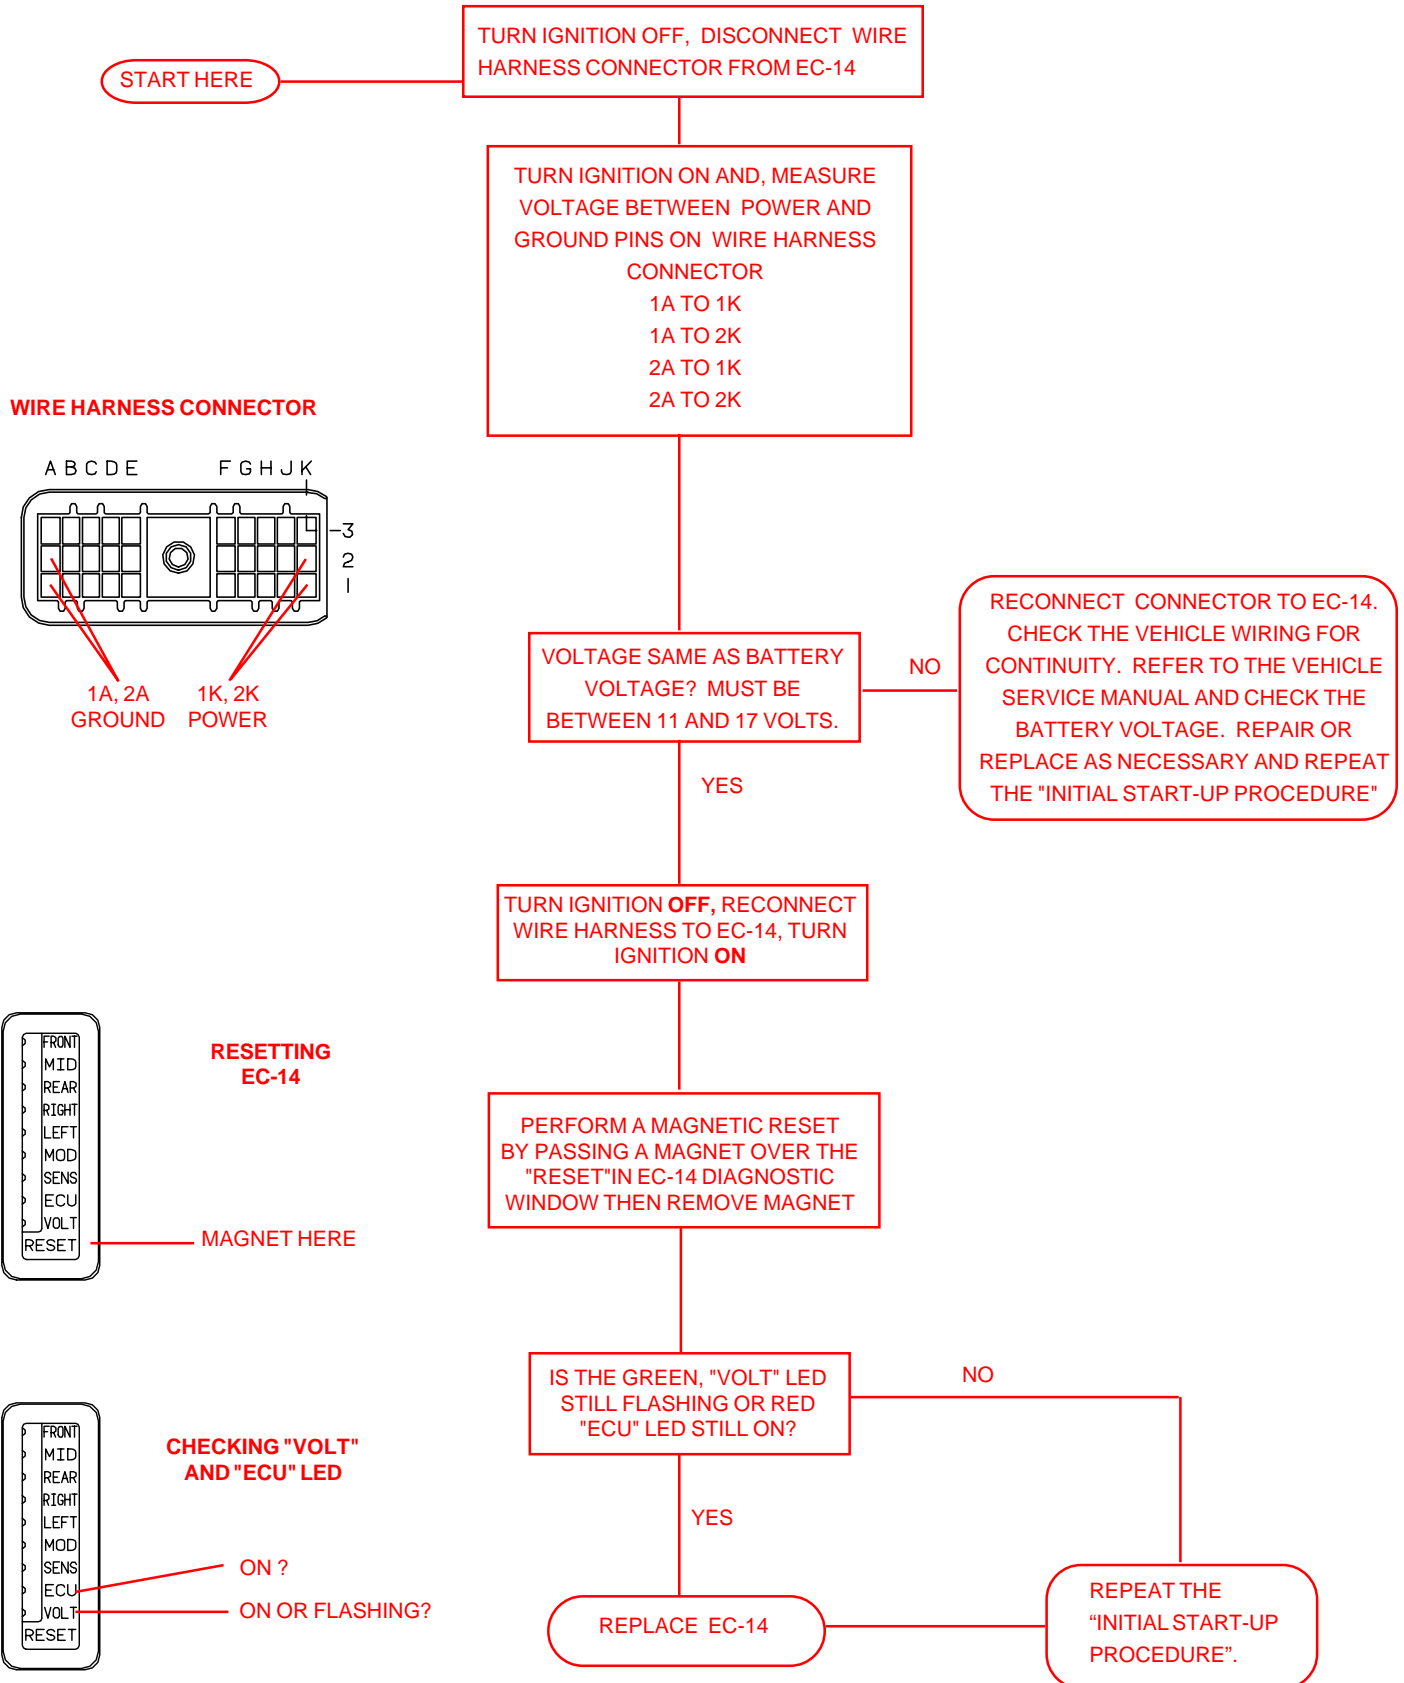 START HERE
TURN IGNITION OFF, DISCONNECT WIRE
HARNESS CONNECTOR FROM EC-14
TURN IGNITION ON AND, MEASURE
VOLTAGE BETWEEN POWER AND
GROUND PINS ON WIRE HARNESS
CONNECTOR
1A TO 1K
1A TO 2K
2A TO 1K
2A TO 2K
WIRE HARNESS CONNECTOR
A B C D E F G H J K
3
2
1
1A, 2A
GROUND
1K, 2K
POWER
VOLTAGE SAME AS BATTERY
VOLTAGE? MUST BE
BETWEEN 11 AND 17 VOLTS.
NO
RECONNECT CONNECTOR TO EC-14.
CHECK THE VEHICLE WIRING FOR
CONTINUITY. REFER TO THE VEHICLE
SERVICE MANUAL AND CHECK THE
BATTERY VOLTAGE. REPAIR OR
REPLACE AS NECESSARY AND REPEAT
THE "INITIAL START-UP PROCEDURE"
YES
TURN IGNITION OFF, RECONNECT
WIRE HARNESS TO EC-14, TURN
IGNITION ON
FRONT
MID
REAR
RIGHT
LEFT
MOD
SENS
ECU
VOLT
RESET
RESETTING
EC-14
MAGNET HERE
PERFORM A MAGNETIC RESET
BY PASSING A MAGNET OVER THE
"RESET"IN EC-14 DIAGNOSTIC
WINDOW THEN REMOVE MAGNET
IS THE GREEN, "VOLT" LED
STILL FLASHING OR RED
"ECU" LED STILL ON?
NO
FRONT
MID
REAR
RIGHT
LEFT
MOD
SENS
ECU
VOLT
RESET
CHECKING "VOLT"
AND "ECU" LED
ON ?
ON OR FLASHING?
YES
REPLACE EC-14
REPEAT THE
“INITIAL START-UP
PROCEDURE”.